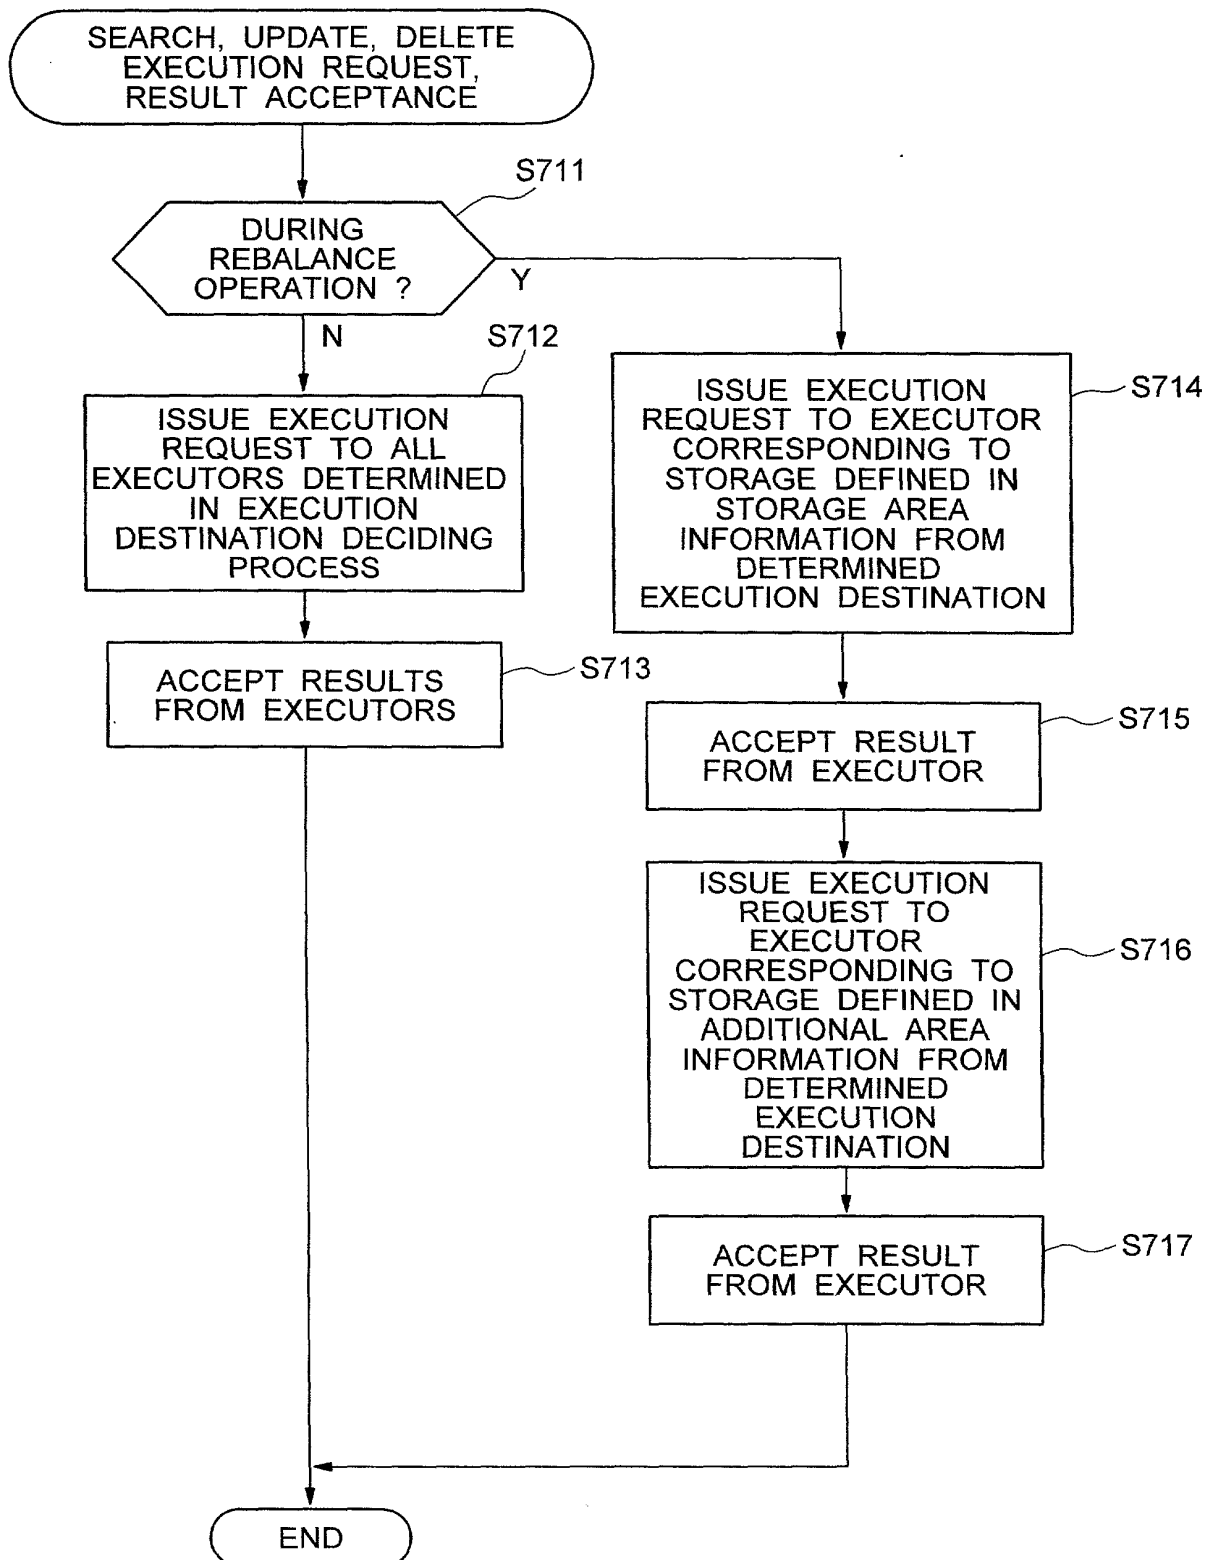 SEARCH, UPDATE, DELETE
EXECUTION REQUEST,
RESULT ACCEPTANCE
S711
DURING
REBALANCE
OPERATION ?
Y
N
S712
ISSUE EXECUTION
REQUEST TO ALL
EXECUTORS DETERMINED
IN EXECUTION
DESTINATION DECIDING
PROCESS
S713
ACCEPT RESULTS
FROM EXECUTORS
S714
ISSUE EXECUTION
REQUEST TO EXECUTOR
CORRESPONDING TO
STORAGE DEFINED IN
STORAGE AREA
INFORMATION FROM
DETERMINED
EXECUTION DESTINATION
S715
ACCEPT RESULT
FROM EXECUTOR
S716
ISSUE EXECUTION
REQUEST TO
EXECUTOR
CORRESPONDING TO
STORAGE DEFINED IN
ADDITIONAL AREA
INFORMATION FROM
DETERMINED
EXECUTION
DESTINATION
S717
ACCEPT RESULT
FROM EXECUTOR
END